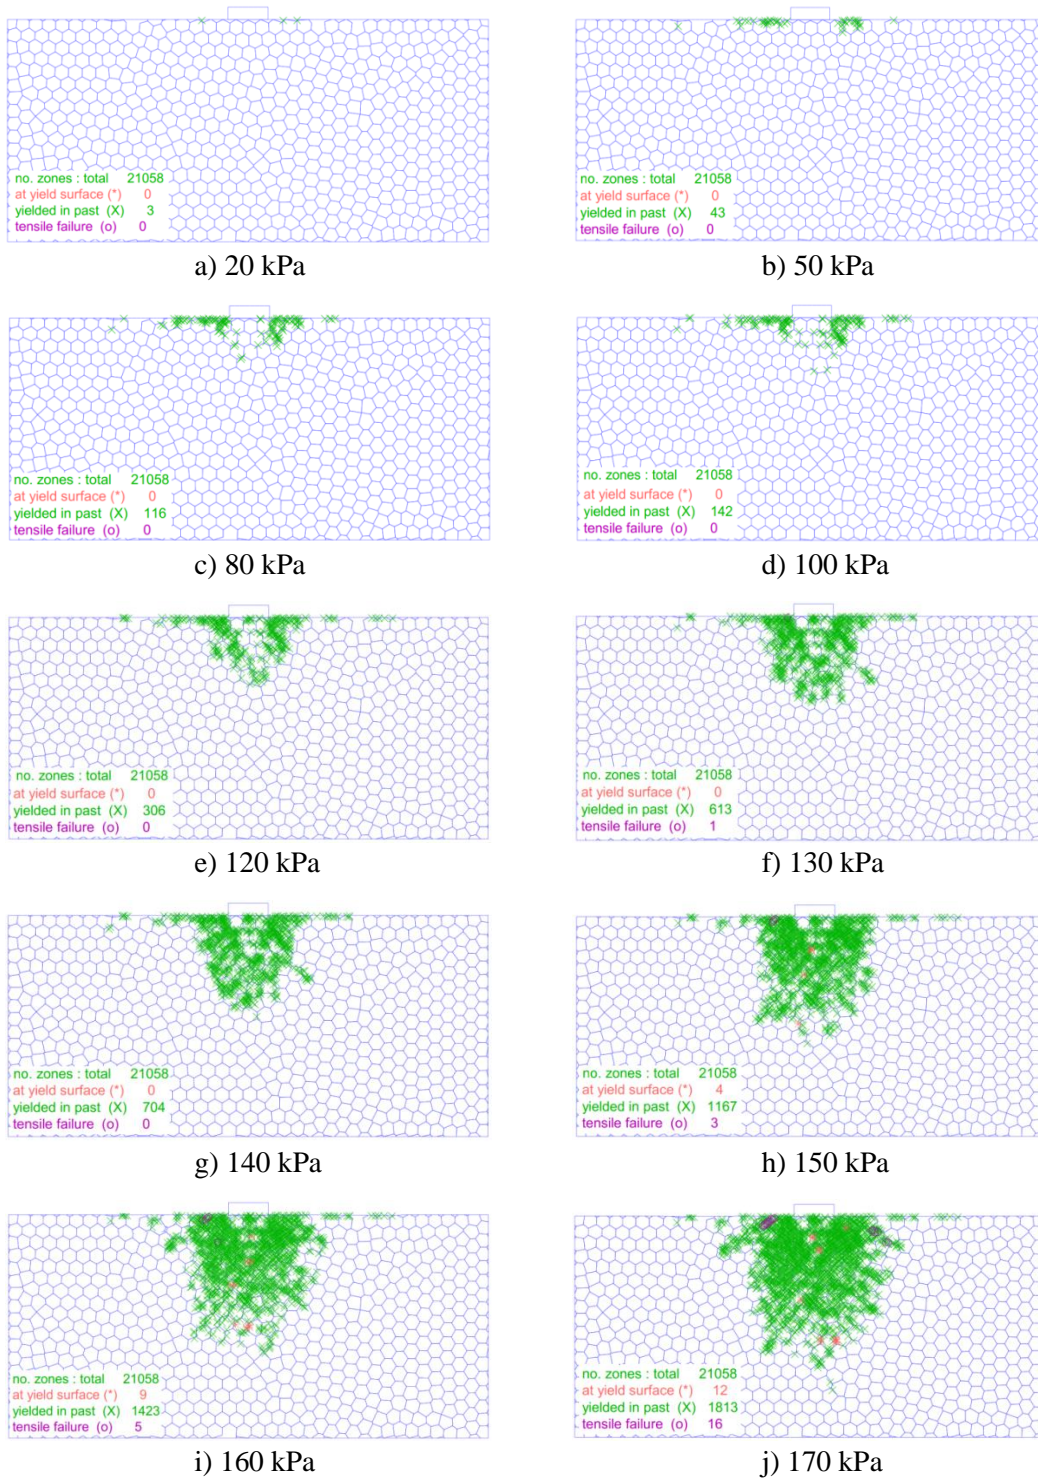 no. zones : total 21058
at yield surface (*) 0
yielded in past (X) 3
tensile failure (o) 0
a) 20 kPa
no. zones : total 21058
at yield surface (*) 0
yielded in past (X) 43
tensile failure (o) 0
b) 50 kPa
no. zones : total 21058
at yield surface (*) 0
yielded in past (X) 116
tensile failure (o) 0
c) 80 kPa
no. zones : total 21058
at yield surface (*) 0
yielded in past (X) 142
tensile failure (o) 0
d) 100 kPa
no. zones : total 21058
at yield surface (*) 0
yielded in past (X) 306
tensile failure (o) 0
e) 120 kPa
no. zones : total 21058
at yield surface (*) 0
yielded in past (X) 613
tensile failure (o) 1
f) 130 kPa
no. zones : total 21058
at yield surface (*) 0
yielded in past (X) 704
tensile failure (o) 0
g) 140 kPa
no. zones : total 21058
at yield surface (*) 4
yielded in past (X) 1167
tensile failure (o) 3
h) 150 kPa
no. zones : total 21058
at yield surface (*) 9
yielded in past (X) 1423
tensile failure (o) 5
i) 160 kPa
no. zones : total 21058
at yield surface (*) 12
yielded in past (X) 1813
tensile failure (o) 16
j) 170 kPa